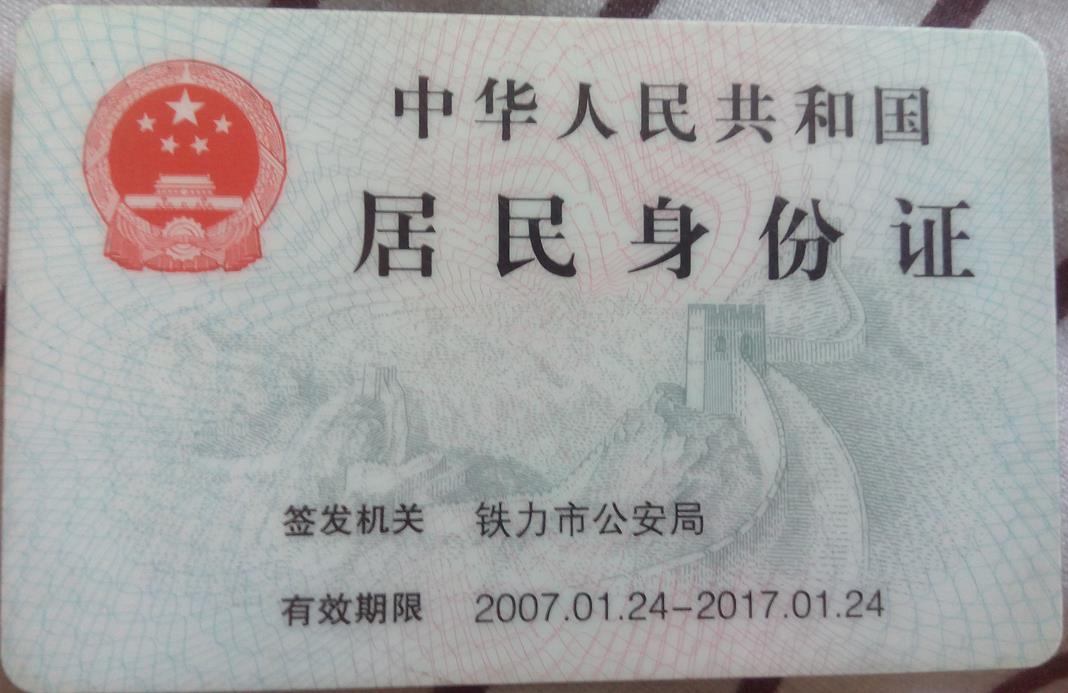 中华人民共和国
居民身份证
签发机关 铁力市公安局
有效期限 2007.01.24-2017.01.24